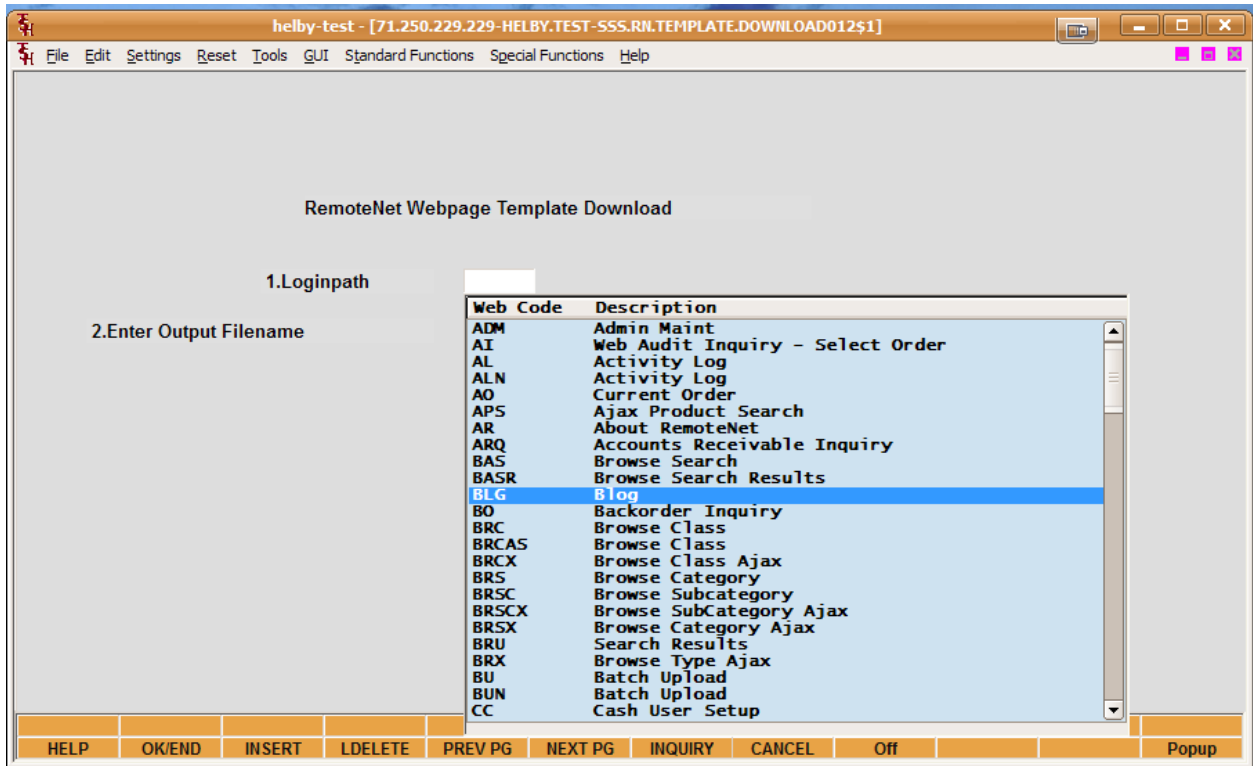 helby-test - [71.250.229.229-HELBY.TEST-SSS.RN.TEMPLATE.DOWNLOAD012$1]
File Edit Settings Reset Tools GUI Standard Functions Special Functions Help
RemoteNet Webpage Template Download
1.Loginpath
2.Enter Output Filename
Web Code Description
ADM Admin Maint
AI Web Audit Inquiry - Select Order
AL Activity Log
ALN Activity Log
AO Current Order
APS Ajax Product Search
AR About RemoteNet
ARQ Accounts Receivable Inquiry
BAS Browse Search
BASR Browse Search Results
BLG Blog
BO Backorder Inquiry
BRC Browse Class
BRCAS Browse Class
BRCX Browse Class Ajax
BRS Browse Category
BRSC Browse Subcategory
BRSCX Browse SubCategory Ajax
BRSX Browse Category Ajax
BRU Search Results
BRX Browse Type Ajax
BU Batch Upload
BUN Batch Upload
CC Cash User Setup
HELP OK/END INSERT LDELETE PREV PG NEXT PG INQUIRY CANCEL Off Popup